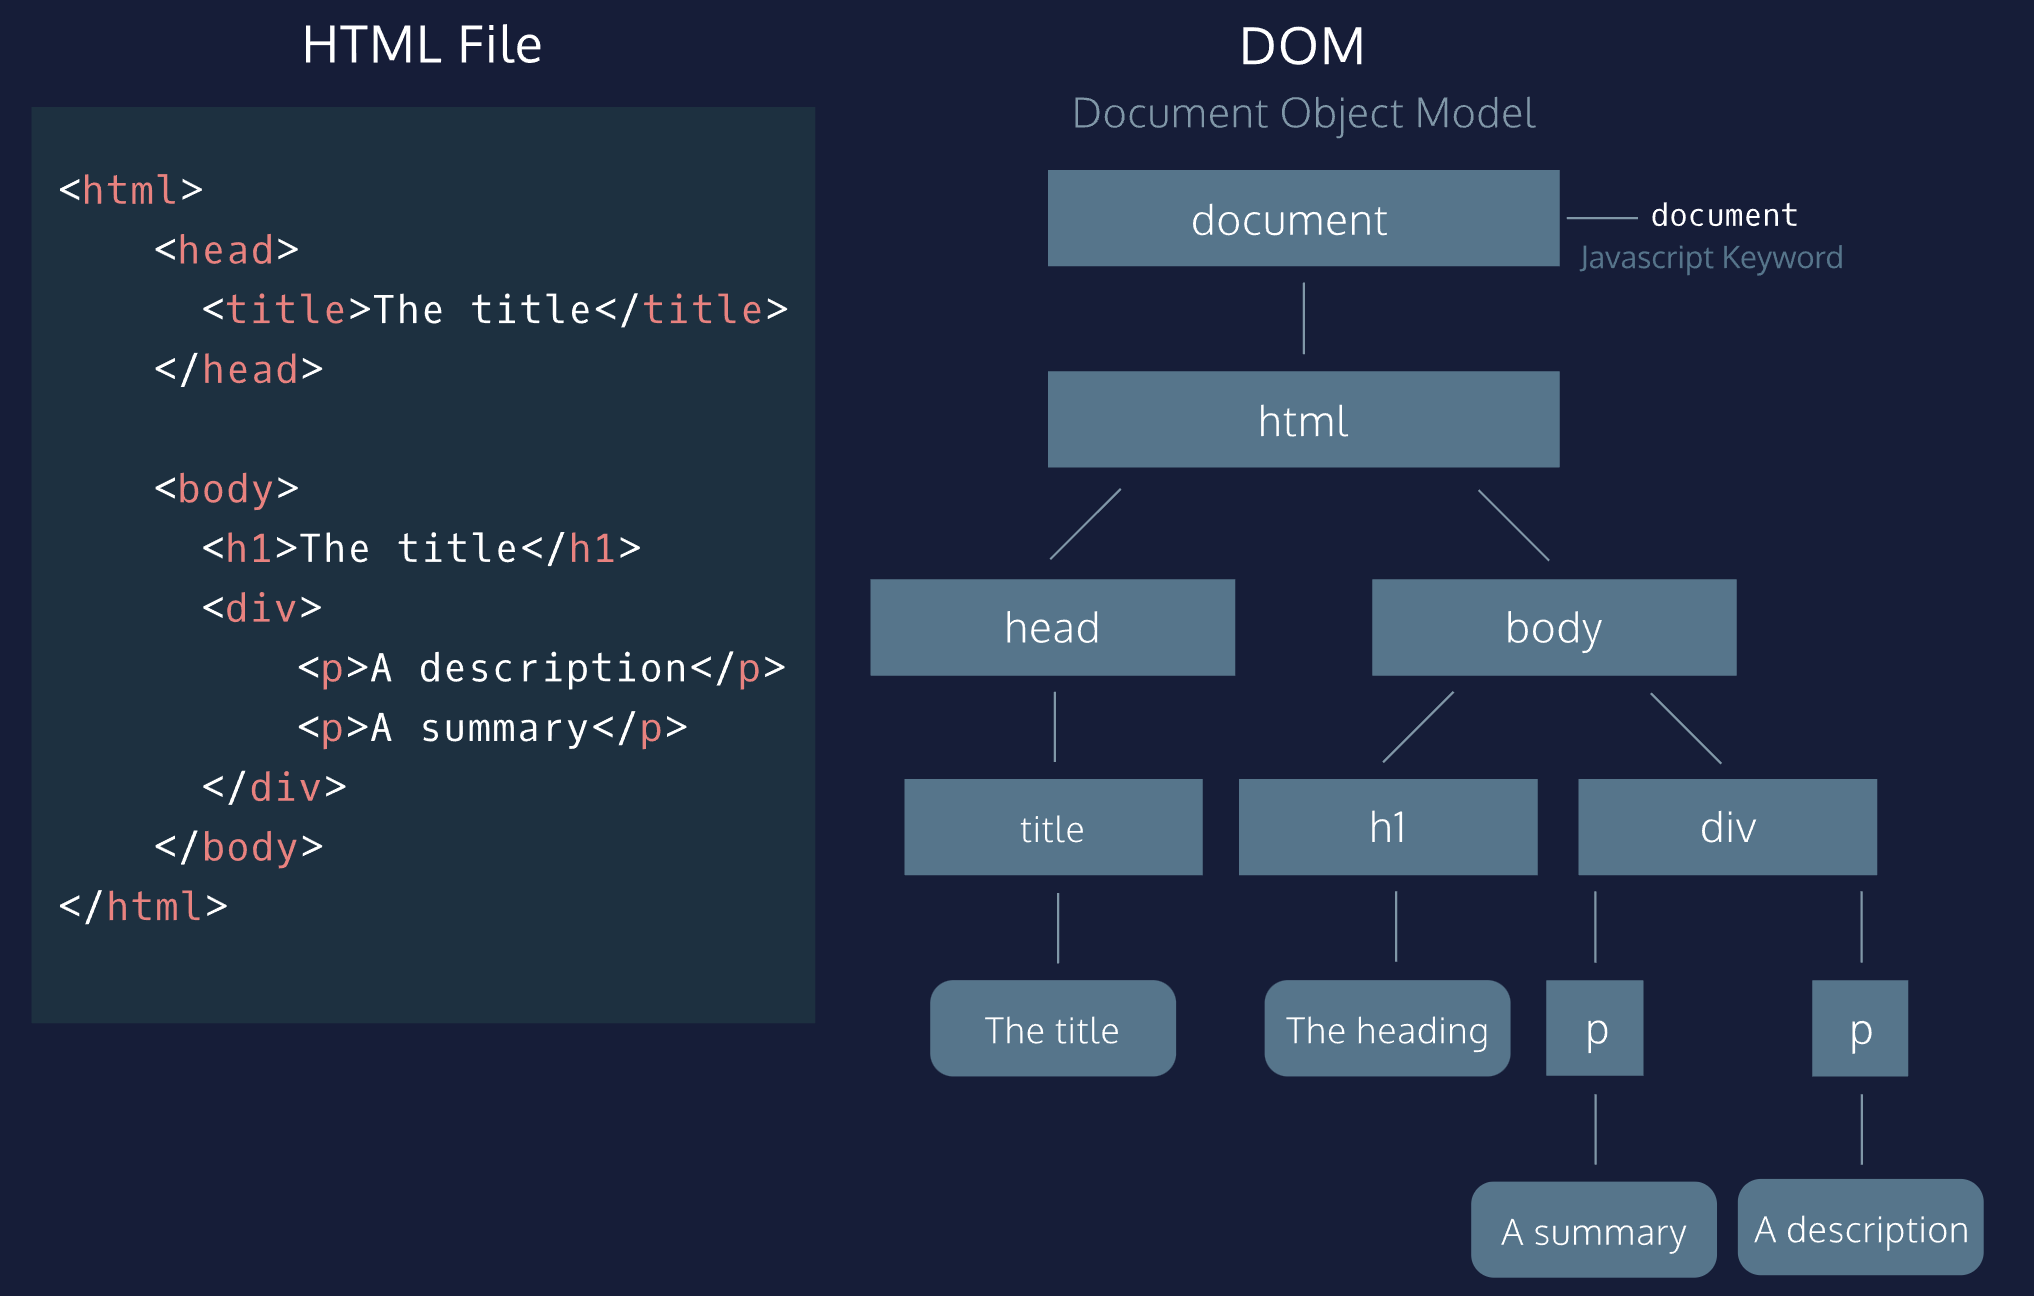 HTML File
<html>
<head>
<title>The title</title>
</head>
<body>
<h1>The title</h1>
<div>
<p>A description</p>
<p>A summary</p>
</div>
</body>
</html>
DOM
Document Object Model
document
document
Javascript Keyword
html
head
body
title
h1
div
The title
The heading
p
p
A summary
A description